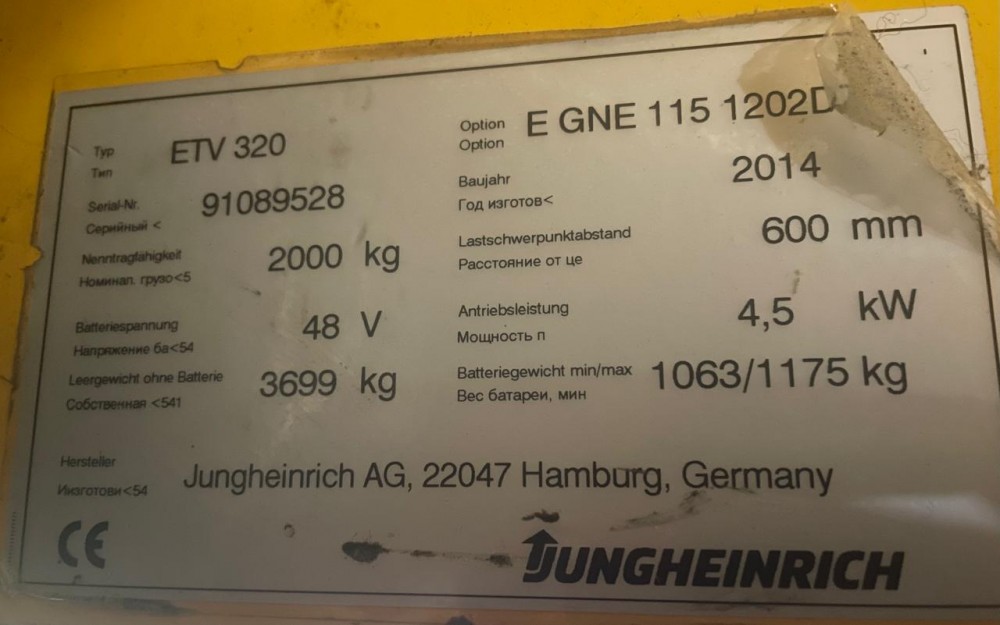 Typ
Тип
ETV 320
Option
Option
E GNE 115 1202D
Serial-Nr.
Серийный <
91089528
Baujahr
Год изготов<
2014
Nenntragfähigkeit
Номинал. грузо<5
2000 kg
Lastschwerpunktabstand
Расстояние от це
600 mm
Batteriespannung
Напряжение ба<54
48 V
Antriebsleistung
Мощность п
4,5 kW
Leergewicht ohne Batterie
Собственная <541
3699 kg
Batteriegewicht min/max
Вес батареи, мин
1063/1175 kg
Hersteller
Иизготови<54
Jungheinrich AG, 22047 Hamburg, Germany
CE
JUNGHEINRICH